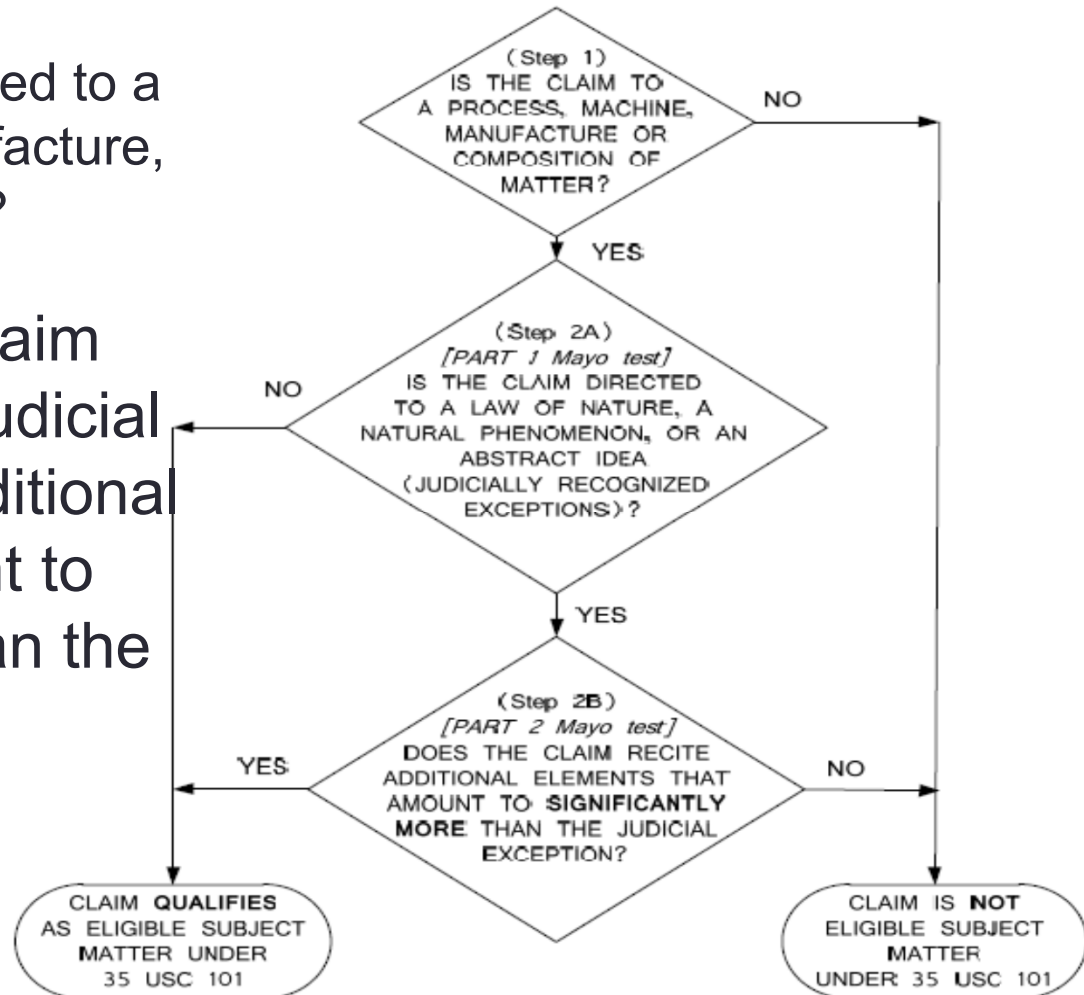 ed to a
facture,
?
aim
udicial
ditional
t to
an the
(Step 1)
IS THE CLAIM TO
A PROCESS, MACHINE,
MANUFACTURE OR
COMPOSITION OF
MATTER?
NO
YES
(Step 2A)
[PART 1 Mayo test]
IS THE CLAIM DIRECTED
TO A LAW OF NATURE, A
NATURAL PHENOMENON, OR AN
ABSTRACT IDEA
(JUDICIALLY RECOGNIZED
EXCEPTIONS)?
NO
YES
(Step 2B)
[PART 2 Mayo test]
DOES THE CLAIM RECITE
ADDITIONAL ELEMENTS THAT
AMOUNT TO SIGNIFICANTLY
MORE THAN THE JUDICIAL
EXCEPTION?
YES
NO
CLAIM QUALIFIES
AS ELIGIBLE SUBJECT
MATTER UNDER
35 USC 101
CLAIM IS NOT
ELIGIBLE SUBJECT
MATTER
UNDER 35 USC 101